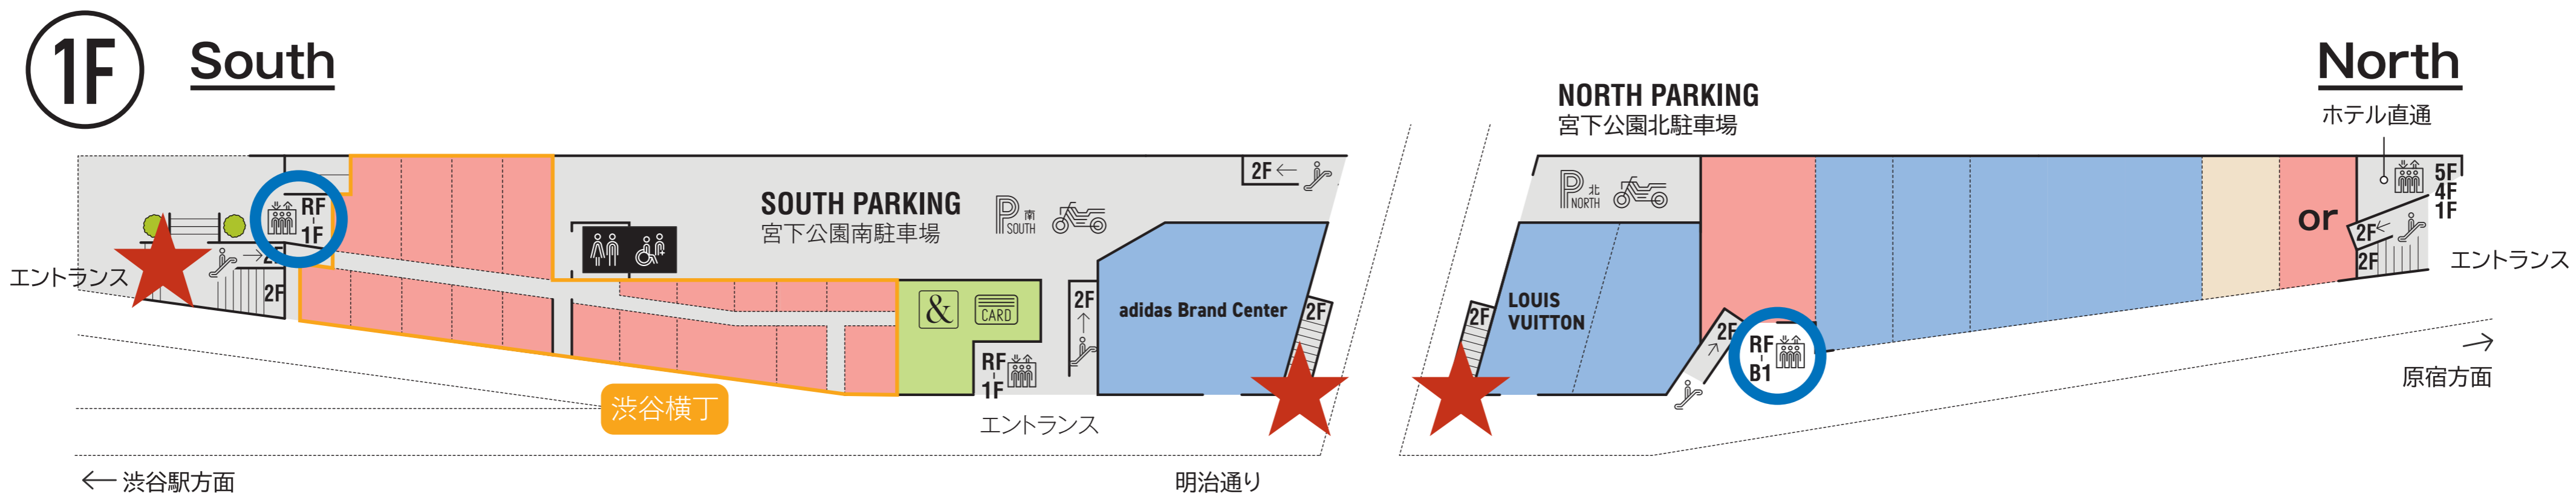 1F
South
North
ホテル直通
NORTH PARKING
宮下公園北駐車場
エントランス
RF
1F
2F
2F
SOUTH PARKING
宮下公園南駐車場
P 南
SOUTH
2F
&
CARD
RF
1F
エントランス
2F
adidas Brand Center
2F
渋谷横丁
渋谷駅方面
明治通り
P 北
NORTH
2F
LOUIS
VUITTON
2F
RF
B1
or
5F
4F
1F
2F
2F
エントランス
原宿方面